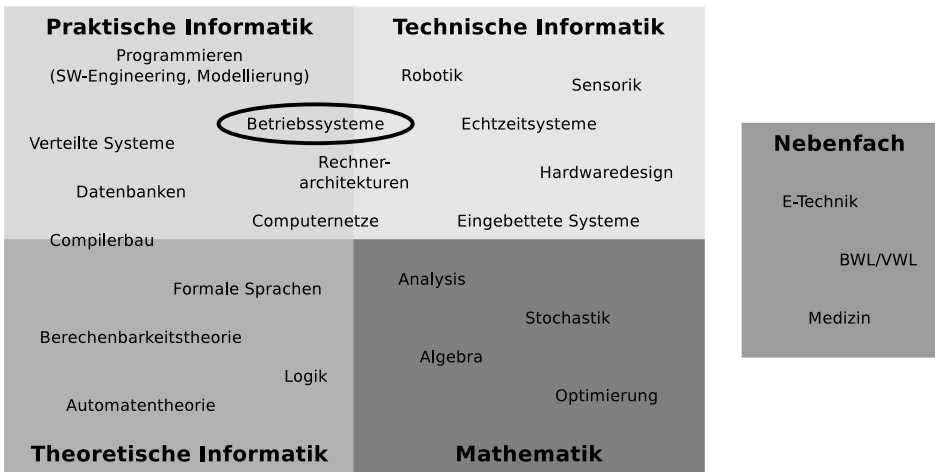 Praktische Informatik
Programmieren
(SW-Engineering, Modellierung)
Betriebssysteme
Verteilte Systeme
Rechner-
architekturen
Datenbanken
Computernetze
Compilerbau
Technische Informatik
Robotik
Sensorik
Echtzeitsysteme
Hardwaredesign
Eingebettete Systeme
Formale Sprachen
Berechenbarkeitstheorie
Logik
Automatentheorie
Theoretische Informatik
Analysis
Stochastik
Algebra
Optimierung
Mathematik
Nebenfach
E-Technik
BWL/VWL
Medizin